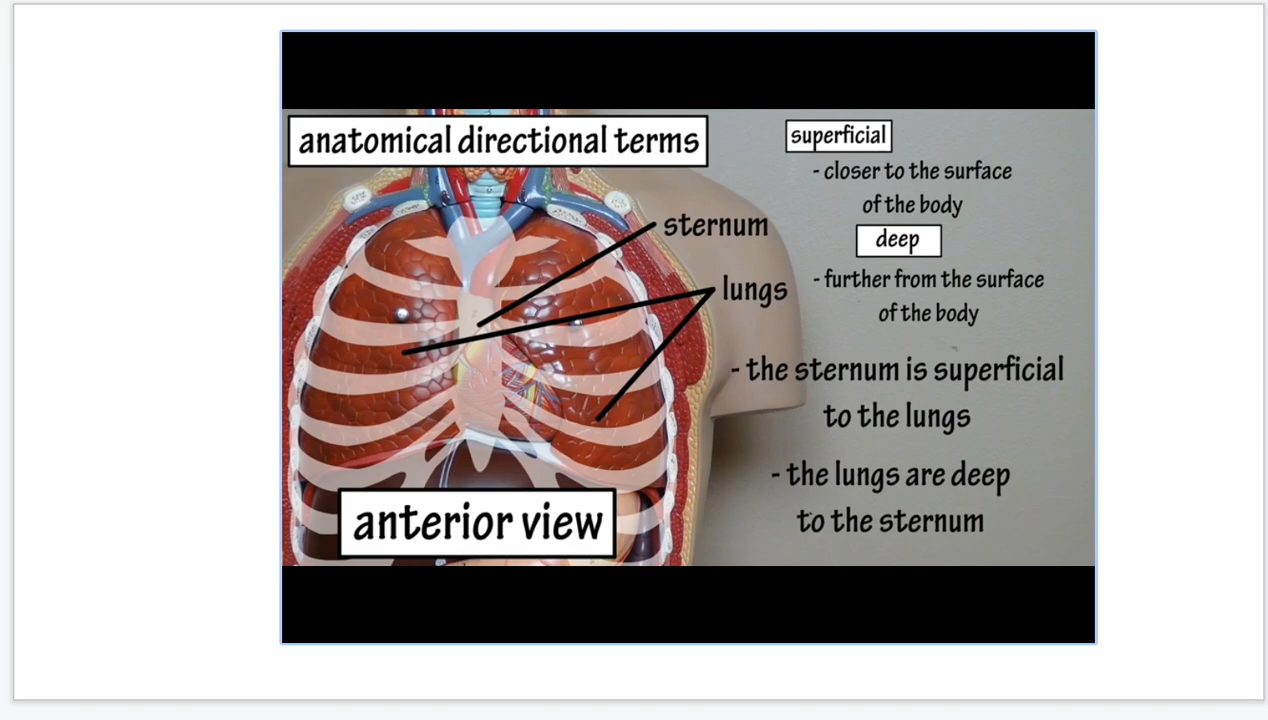 anatomical directional terms
superficial
- closer to the surface
of the body
deep
- further from the surface
of the body
sternum
lungs
- the sternum is superficial
to the lungs
- the lungs are deep
to the sternum
anterior view